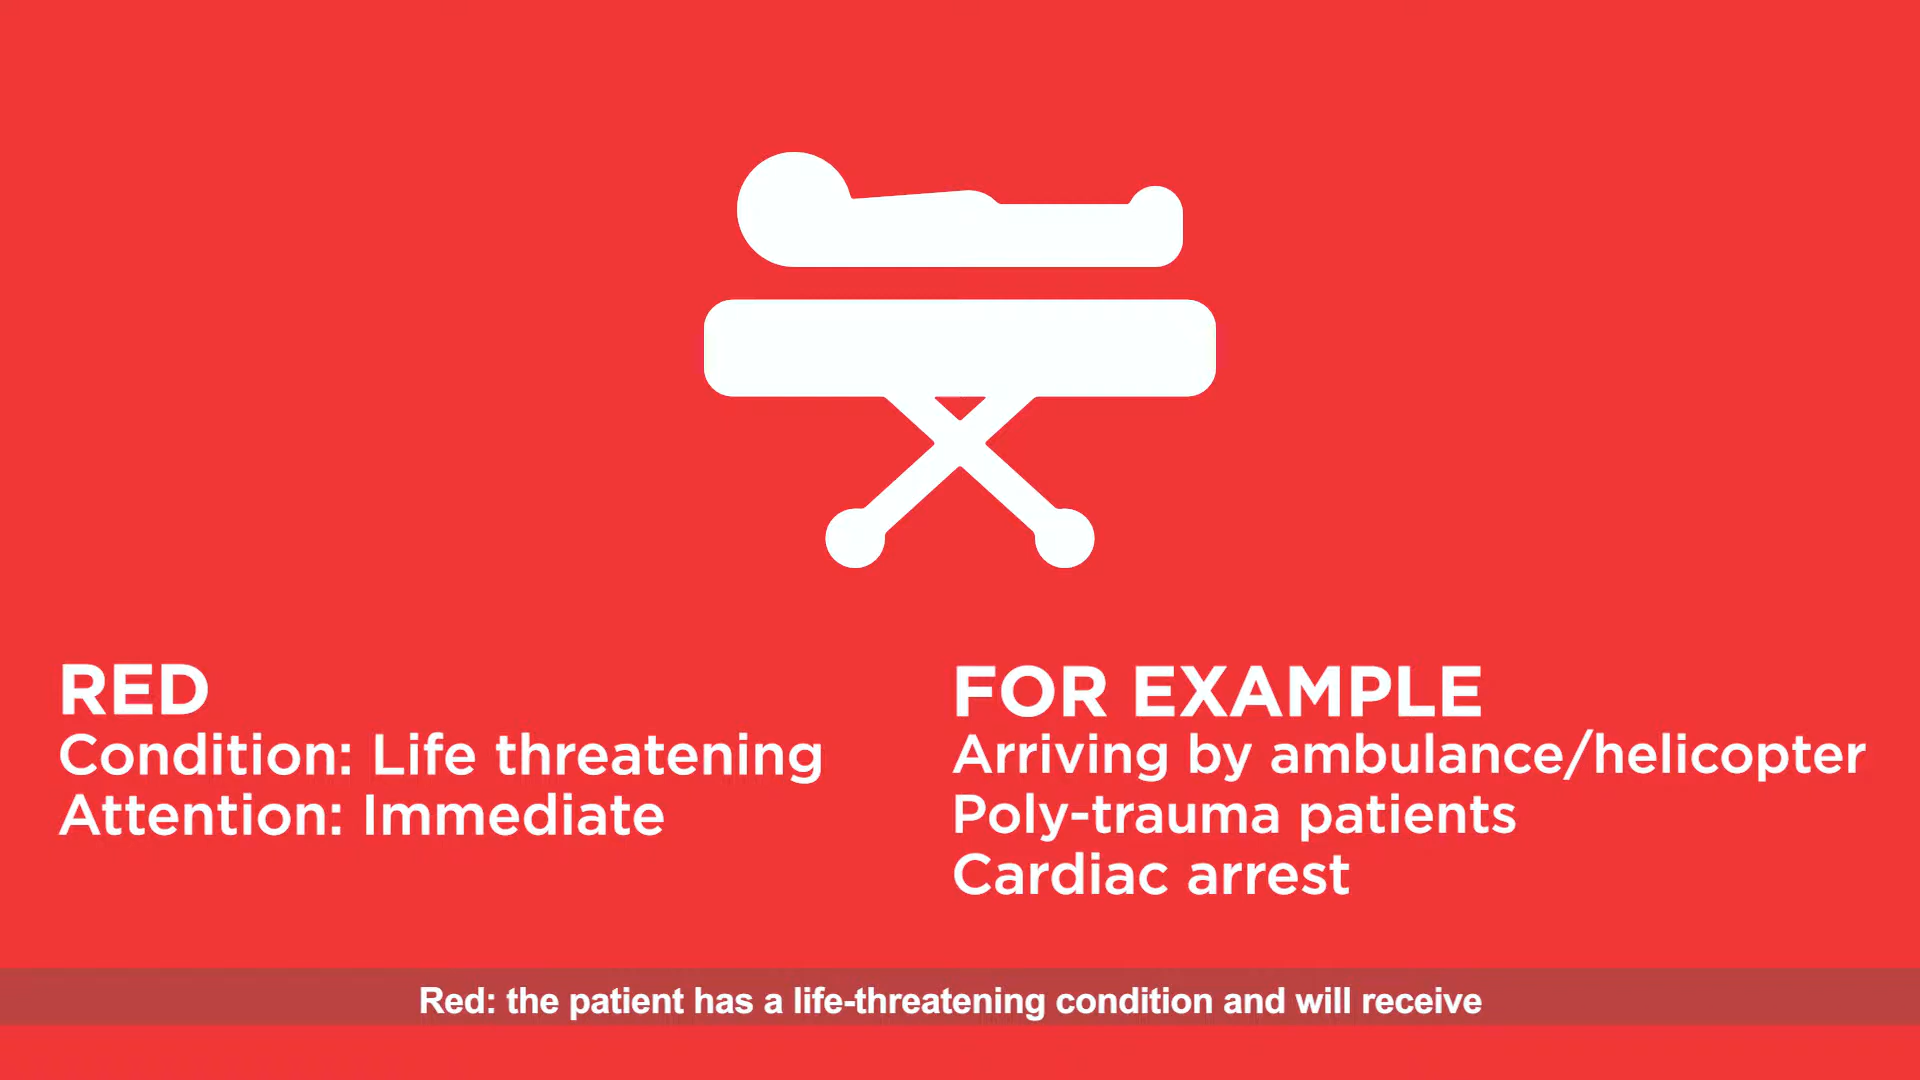 RED
Condition: Life threatening
Attention: Immediate
FOR EXAMPLE
Arriving by ambulance/helicopter
Poly-trauma patients
Cardiac arrest
Red: the patient has a life-threatening condition and will receive